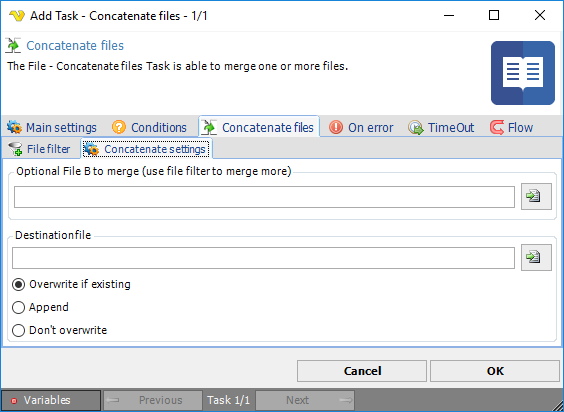 Add Task - Concatenate files - 1/1
Concatenate files
The File - Concatenate files Task is able to merge one or more files.
Main settings Conditions Concatenate files On error TimeOut Flow
File filter Concatenate settings
Optional File B to merge (use file filter to merge more)
Destination file
Overwrite if existing
Append
Don't overwrite
Cancel OK
Variables Previous Task 1/1 Next